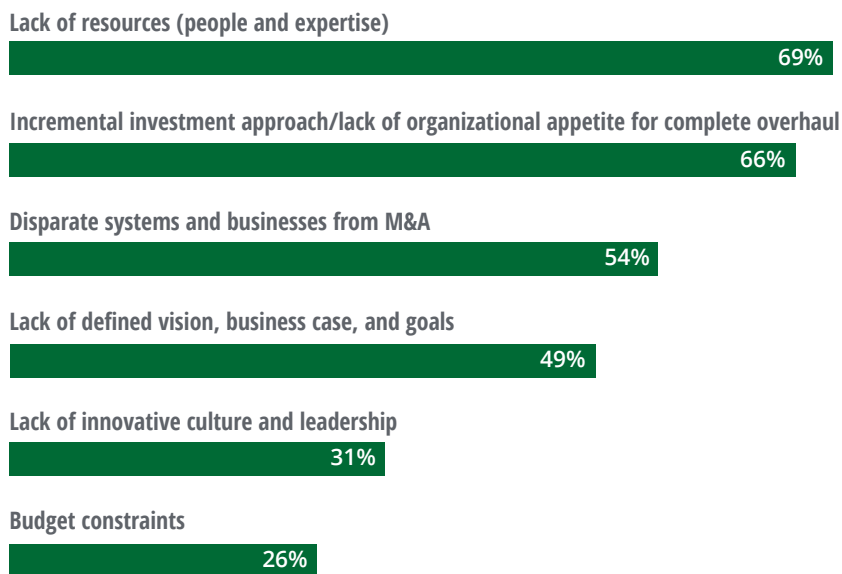 Lack of resources (people and expertise)
69%
Incremental investment approach/lack of organizational appetite for complete overhaul
66%
Disparate systems and businesses from M&A
54%
Lack of defined vision, business case, and goals
49%
Lack of innovative culture and leadership
31%
Budget constraints
26%